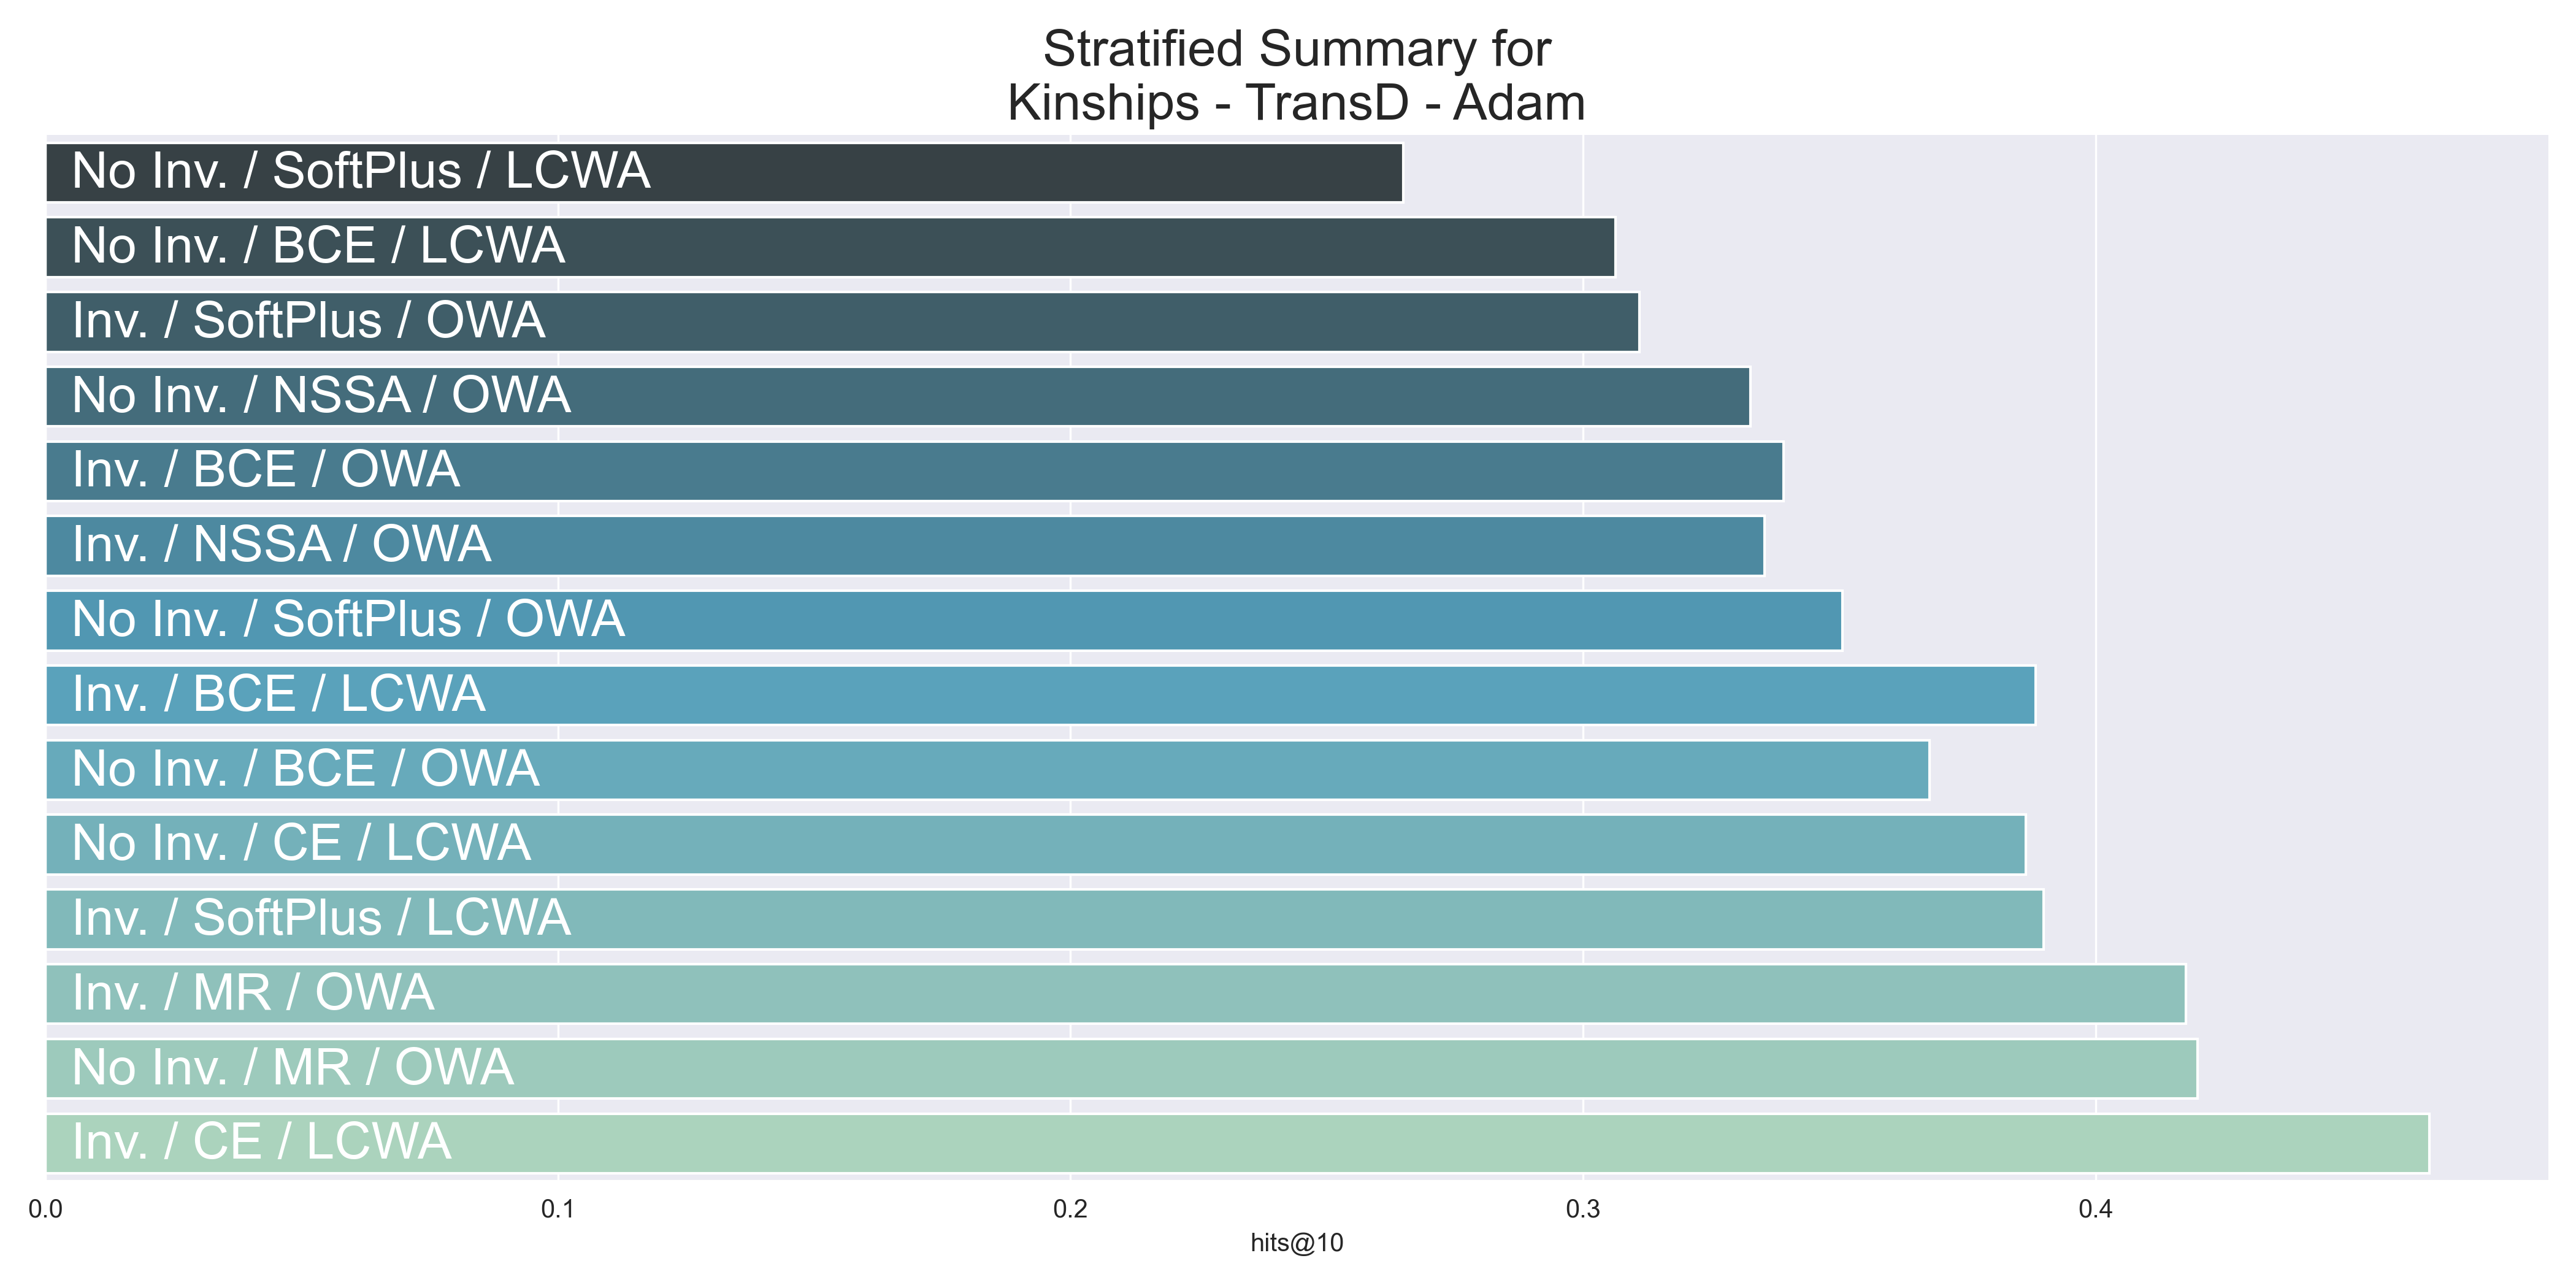 Stratified Summary for
Kinships - TransD - Adam
No Inv. / SoftPlus / LCWA
No Inv. / BCE / LCWA
Inv. / SoftPlus / OWA
No Inv. / NSSA / OWA
Inv. / BCE / OWA
Inv. / NSSA / OWA
No Inv. / SoftPlus / OWA
Inv. / BCE / LCWA
No Inv. / BCE / OWA
No Inv. / CE / LCWA
Inv. / SoftPlus / LCWA
Inv. / MR / OWA
No Inv. / MR / OWA
Inv. / CE / LCWA
0.0 0.1 0.2 0.3 0.4
hits@10